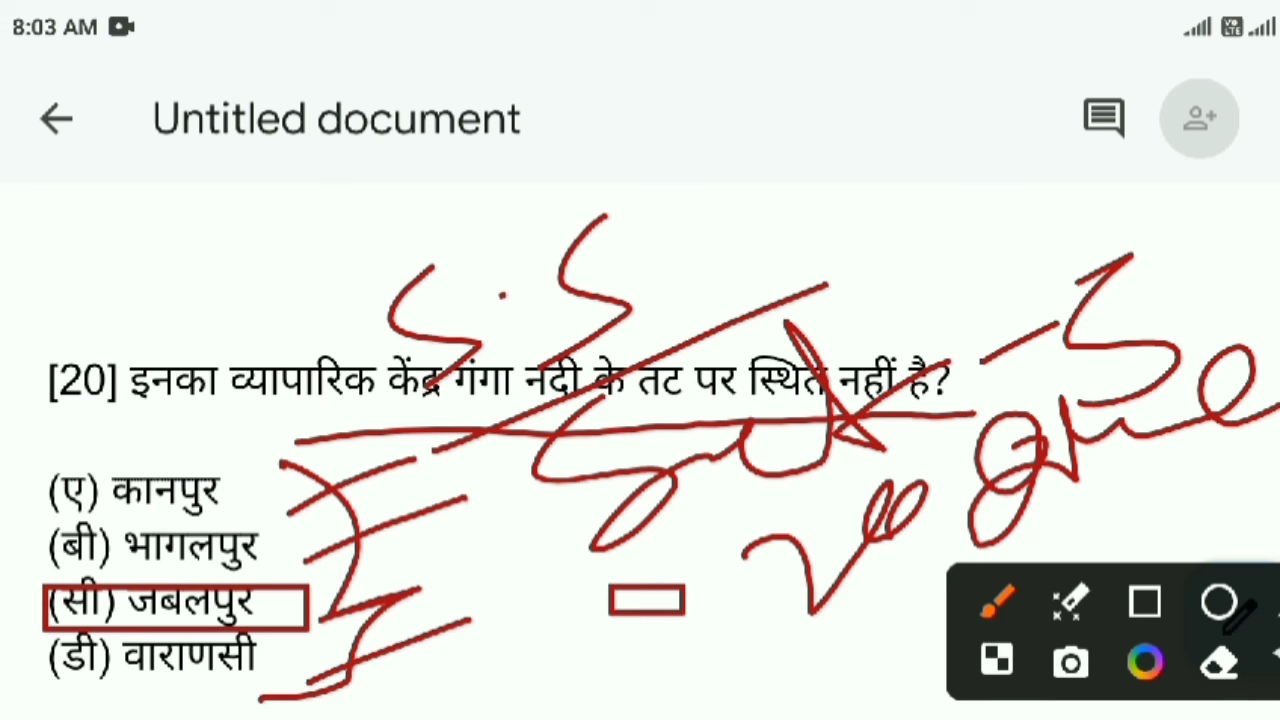 8:03 AM
Untitled document
[20] इनका व्यापारिक केंद्र गंगा नदी के तट पर स्थित नहीं है?
(ए) कानपुर
(बी) भागलपुर
(सी) जबलपुर
(डी) वाराणसी